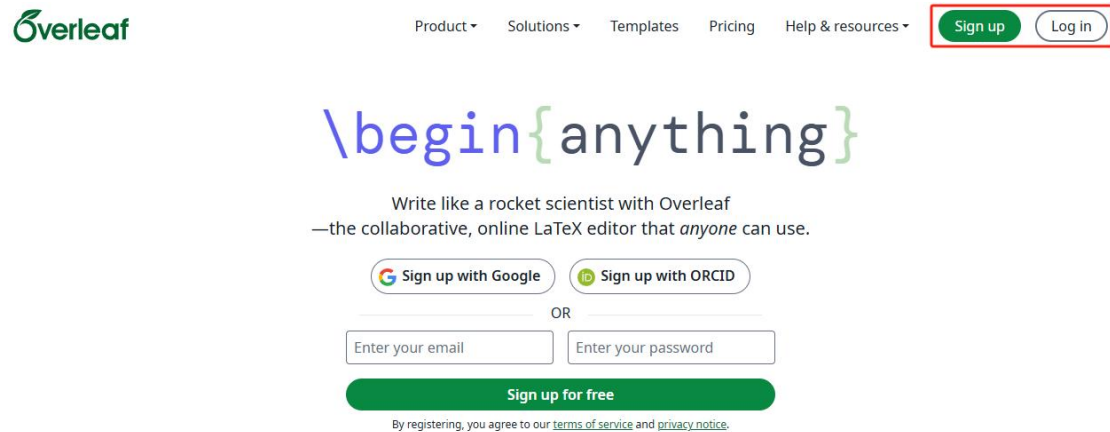 Overleaf Product Solutions Templates Pricing Help & resources Sign up Log in
\begin{anything}
Write like a rocket scientist with Overleaf
—the collaborative, online LaTeX editor that anyone can use.
Sign up with Google iD Sign up with ORCID
OR
Enter your email Enter your password
Sign up for free
By registering, you agree to our terms of service and privacy notice.